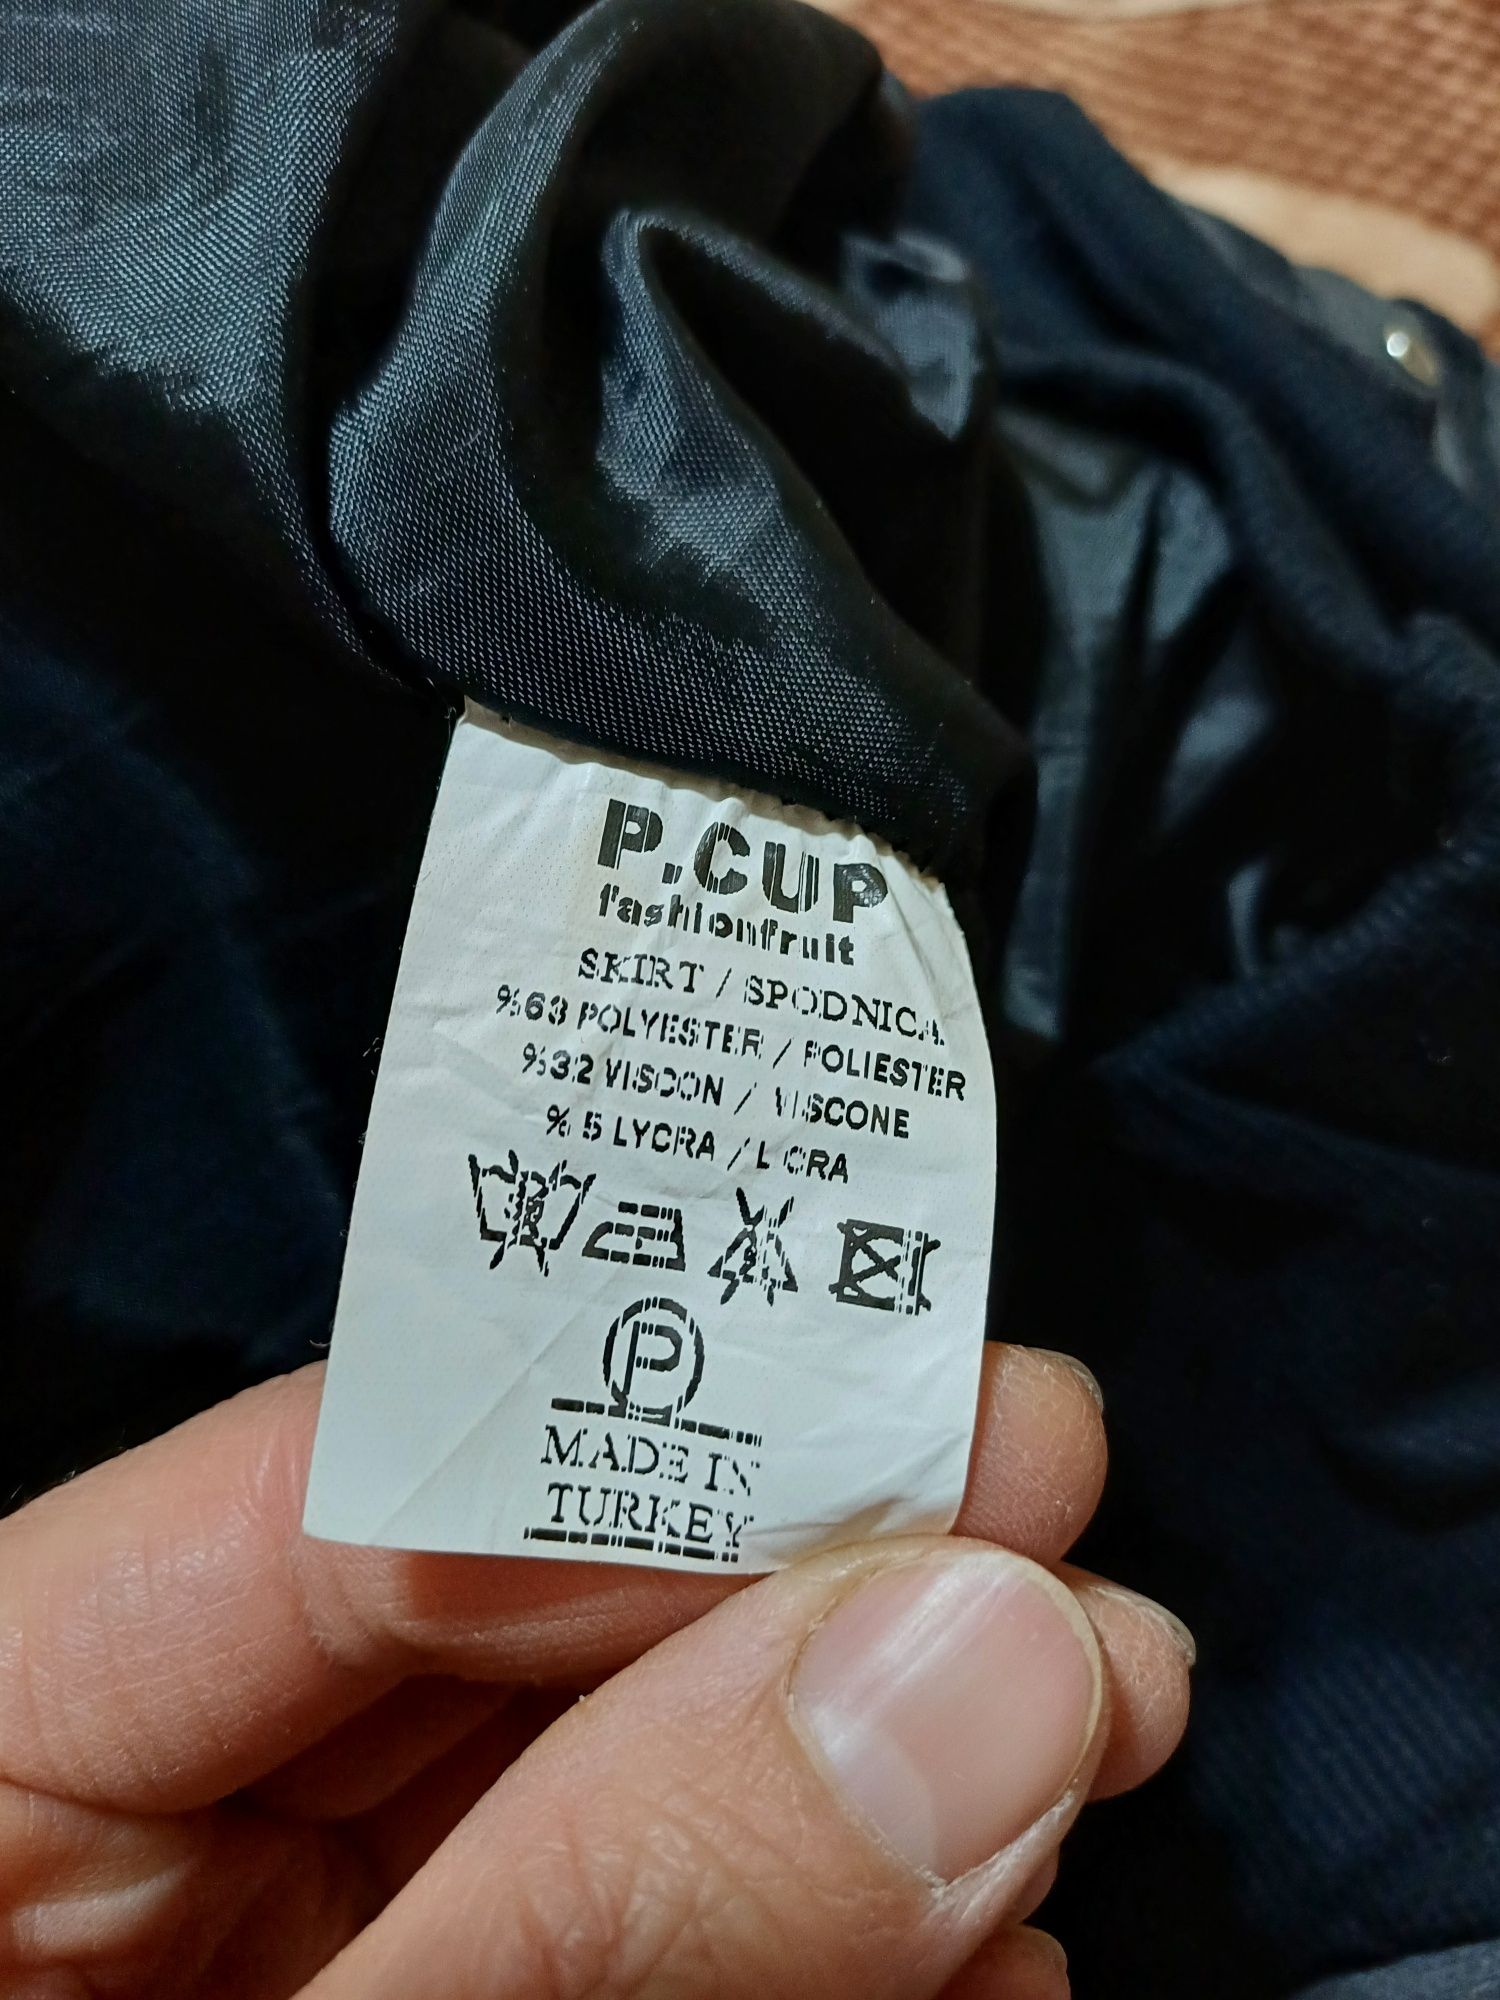 P.CUP
fashionfruit
SKIRT / SPODNICA
%63 POLYESTER / POLIESTER
%32 VISCON / VISCONE
% 5 LYCRA / L CRA
P
MADE IN
TURKEY